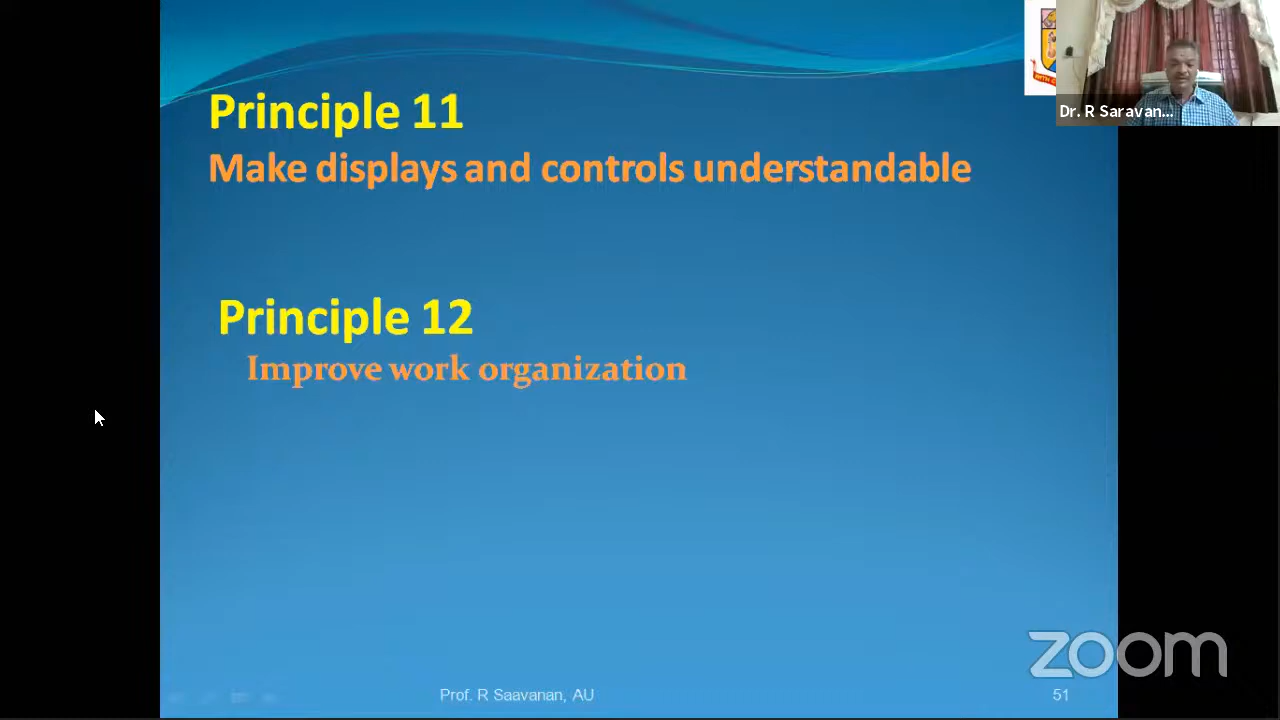 Principle 11
Make displays and controls understandable
Dr. R Saravan...
Principle 12
Improve work organization
zoom
Prof. R Saavanan, AU
51